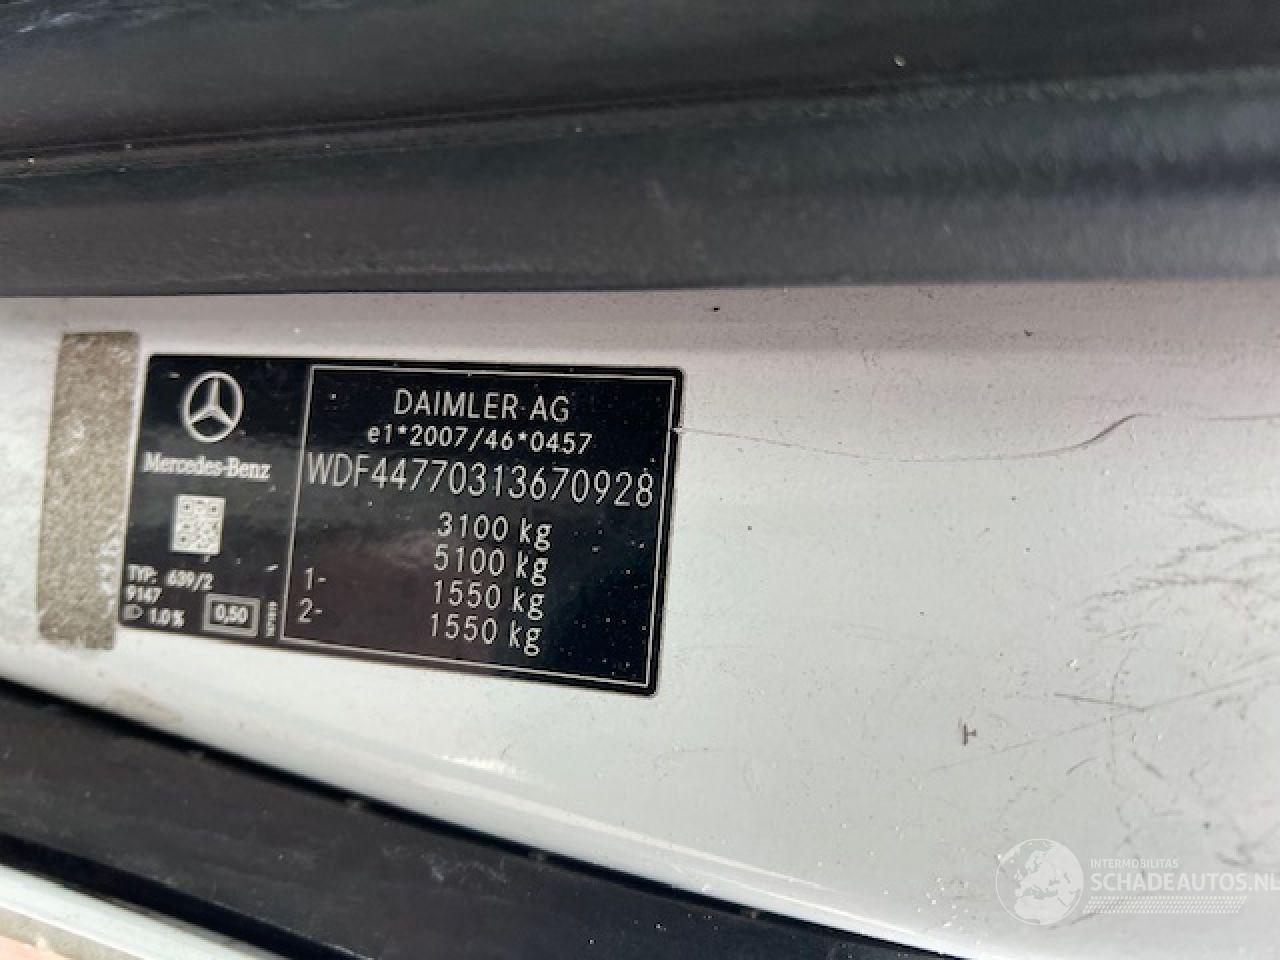 DAIMLER AG
e1*2007/46*0457
WDF44770313670928
3100 kg
5100 kg
1- 1550 kg
2- 1550 kg
Mercedes-Benz
TYP: 639/2
9147
1.0% 0,50
INTERMOBILITAS
SCHADEAUTOS.NL